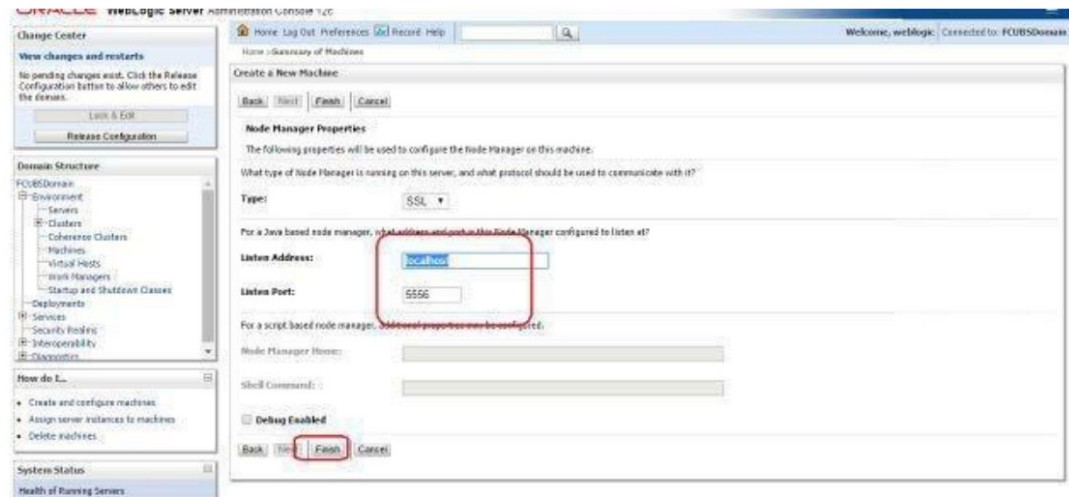 ORACLE WebLogic Server Administration Console 12c
Change Center
View changes and restarts
No pending changes exist. Click the Release
Configuration button to allow others to edit
the domain.
Lock & Edit
Release Configuration
Domain Structure
FCUBSDomain
Environment
Servers
Clusters
Coherence Clusters
Machines
Virtual Hosts
Work Managers
Startup and Shutdown Classes
Deployments
Services
Security Realms
Interoperability
Diagnostics
How do I...
Create and configure machines
Assign server instances to machines
Delete machines
System Status
Health of Running Servers
Home Log Out Preferences Record Help
Welcome, weblogic Connected to: FCUBSDomain
Home >Summary of Machines
Create a New Machine
Back Next Finish Cancel
Node Manager Properties
The following properties will be used to configure the Node Manager on this machine.
What type of Node Manager is running on this server, and what protocol should be used to communicate with it?
Type: SSL
For a Java based node manager, what address and port is this Node Manager configured to listen at?
Listen Address: localhost
Listen Port: 5556
For a script based node manager, additional properties may be configured.
Node Manager Home:
Shell Command:
Debug Enabled
Back Next Finish Cancel